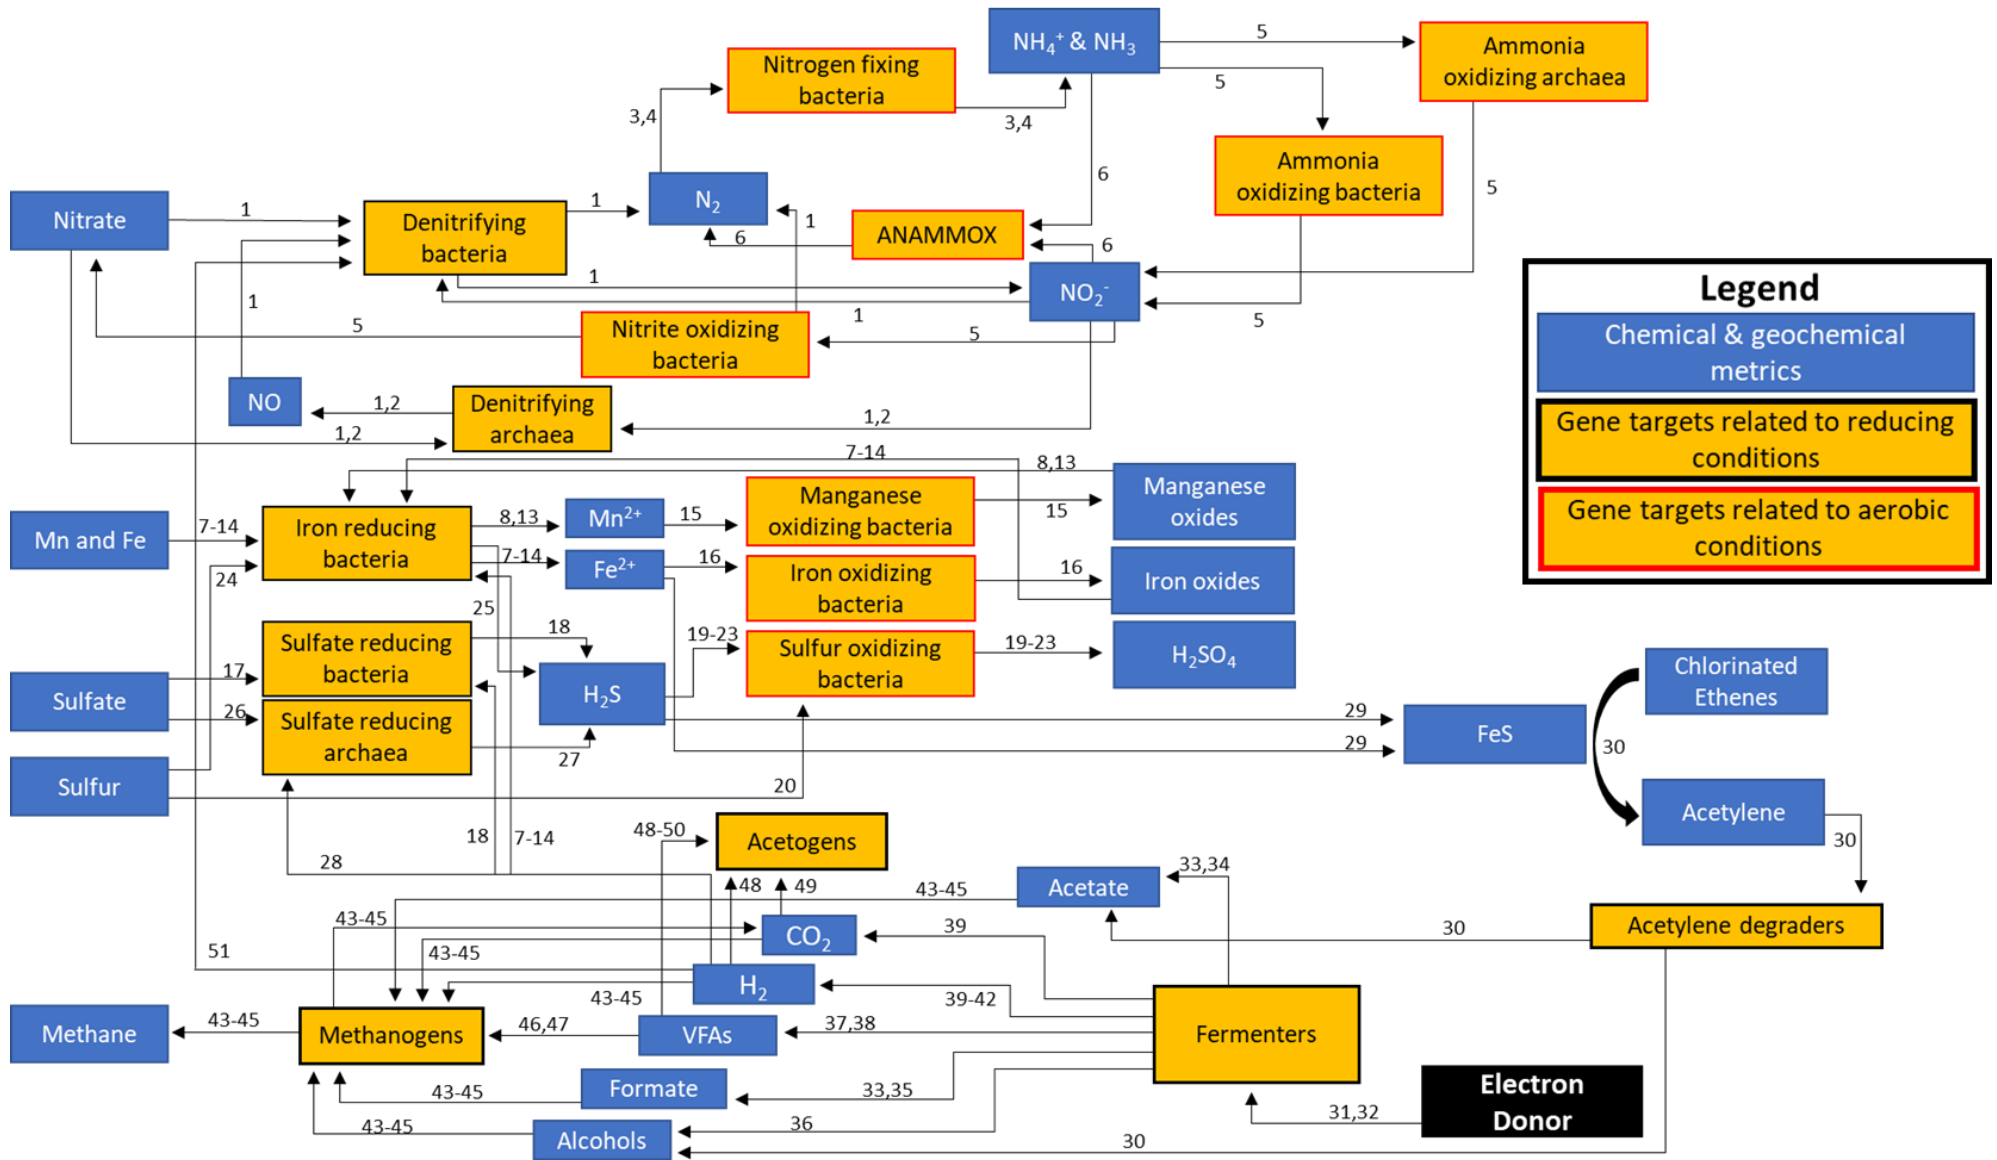 NH₄⁺ & NH₃
5
Ammonia
oxidizing archaea
Nitrogen fixing
bacteria
5
3,4
3,4
Ammonia
oxidizing bacteria
6
5
Nitrate
1
Denitrifying
bacteria
1
N₂
1
ANAMMOX
6
6
NO₂⁻
1
1
5
5
Nitrite oxidizing
bacteria
1
5
NO
1,2
Denitrifying
archaea
1,2
1,2
Legend
Chemical & geochemical
metrics
Gene targets related to reducing
conditions
Gene targets related to aerobic
conditions
7-14
8,13
Mn and Fe
7-14
Iron reducing
bacteria
8,13
Mn²⁺
15
Manganese
oxidizing bacteria
15
Manganese
oxides
24
7-14
Fe²⁺
16
Iron oxidizing
bacteria
16
Iron oxides
25
Sulfate
17
Sulfate reducing
bacteria
18
H₂S
19-23
Sulfur oxidizing
bacteria
19-23
H₂SO₄
26
Sulfate reducing
archaea
27
29
29
FeS
Chlorinated
Ethenes
30
Acetylene
30
Sulfur
20
18
7-14
28
48-50
Acetogens
48
49
43-45
Acetate
33,34
Acetylene degraders
30
43-45
CO₂
39
43-45
51
H₂
39-42
43-45
Methane
43-45
Methanogens
46,47
VFAs
37,38
Fermenters
43-45
Formate
33,35
Electron
Donor
31,32
43-45
Alcohols
36
30